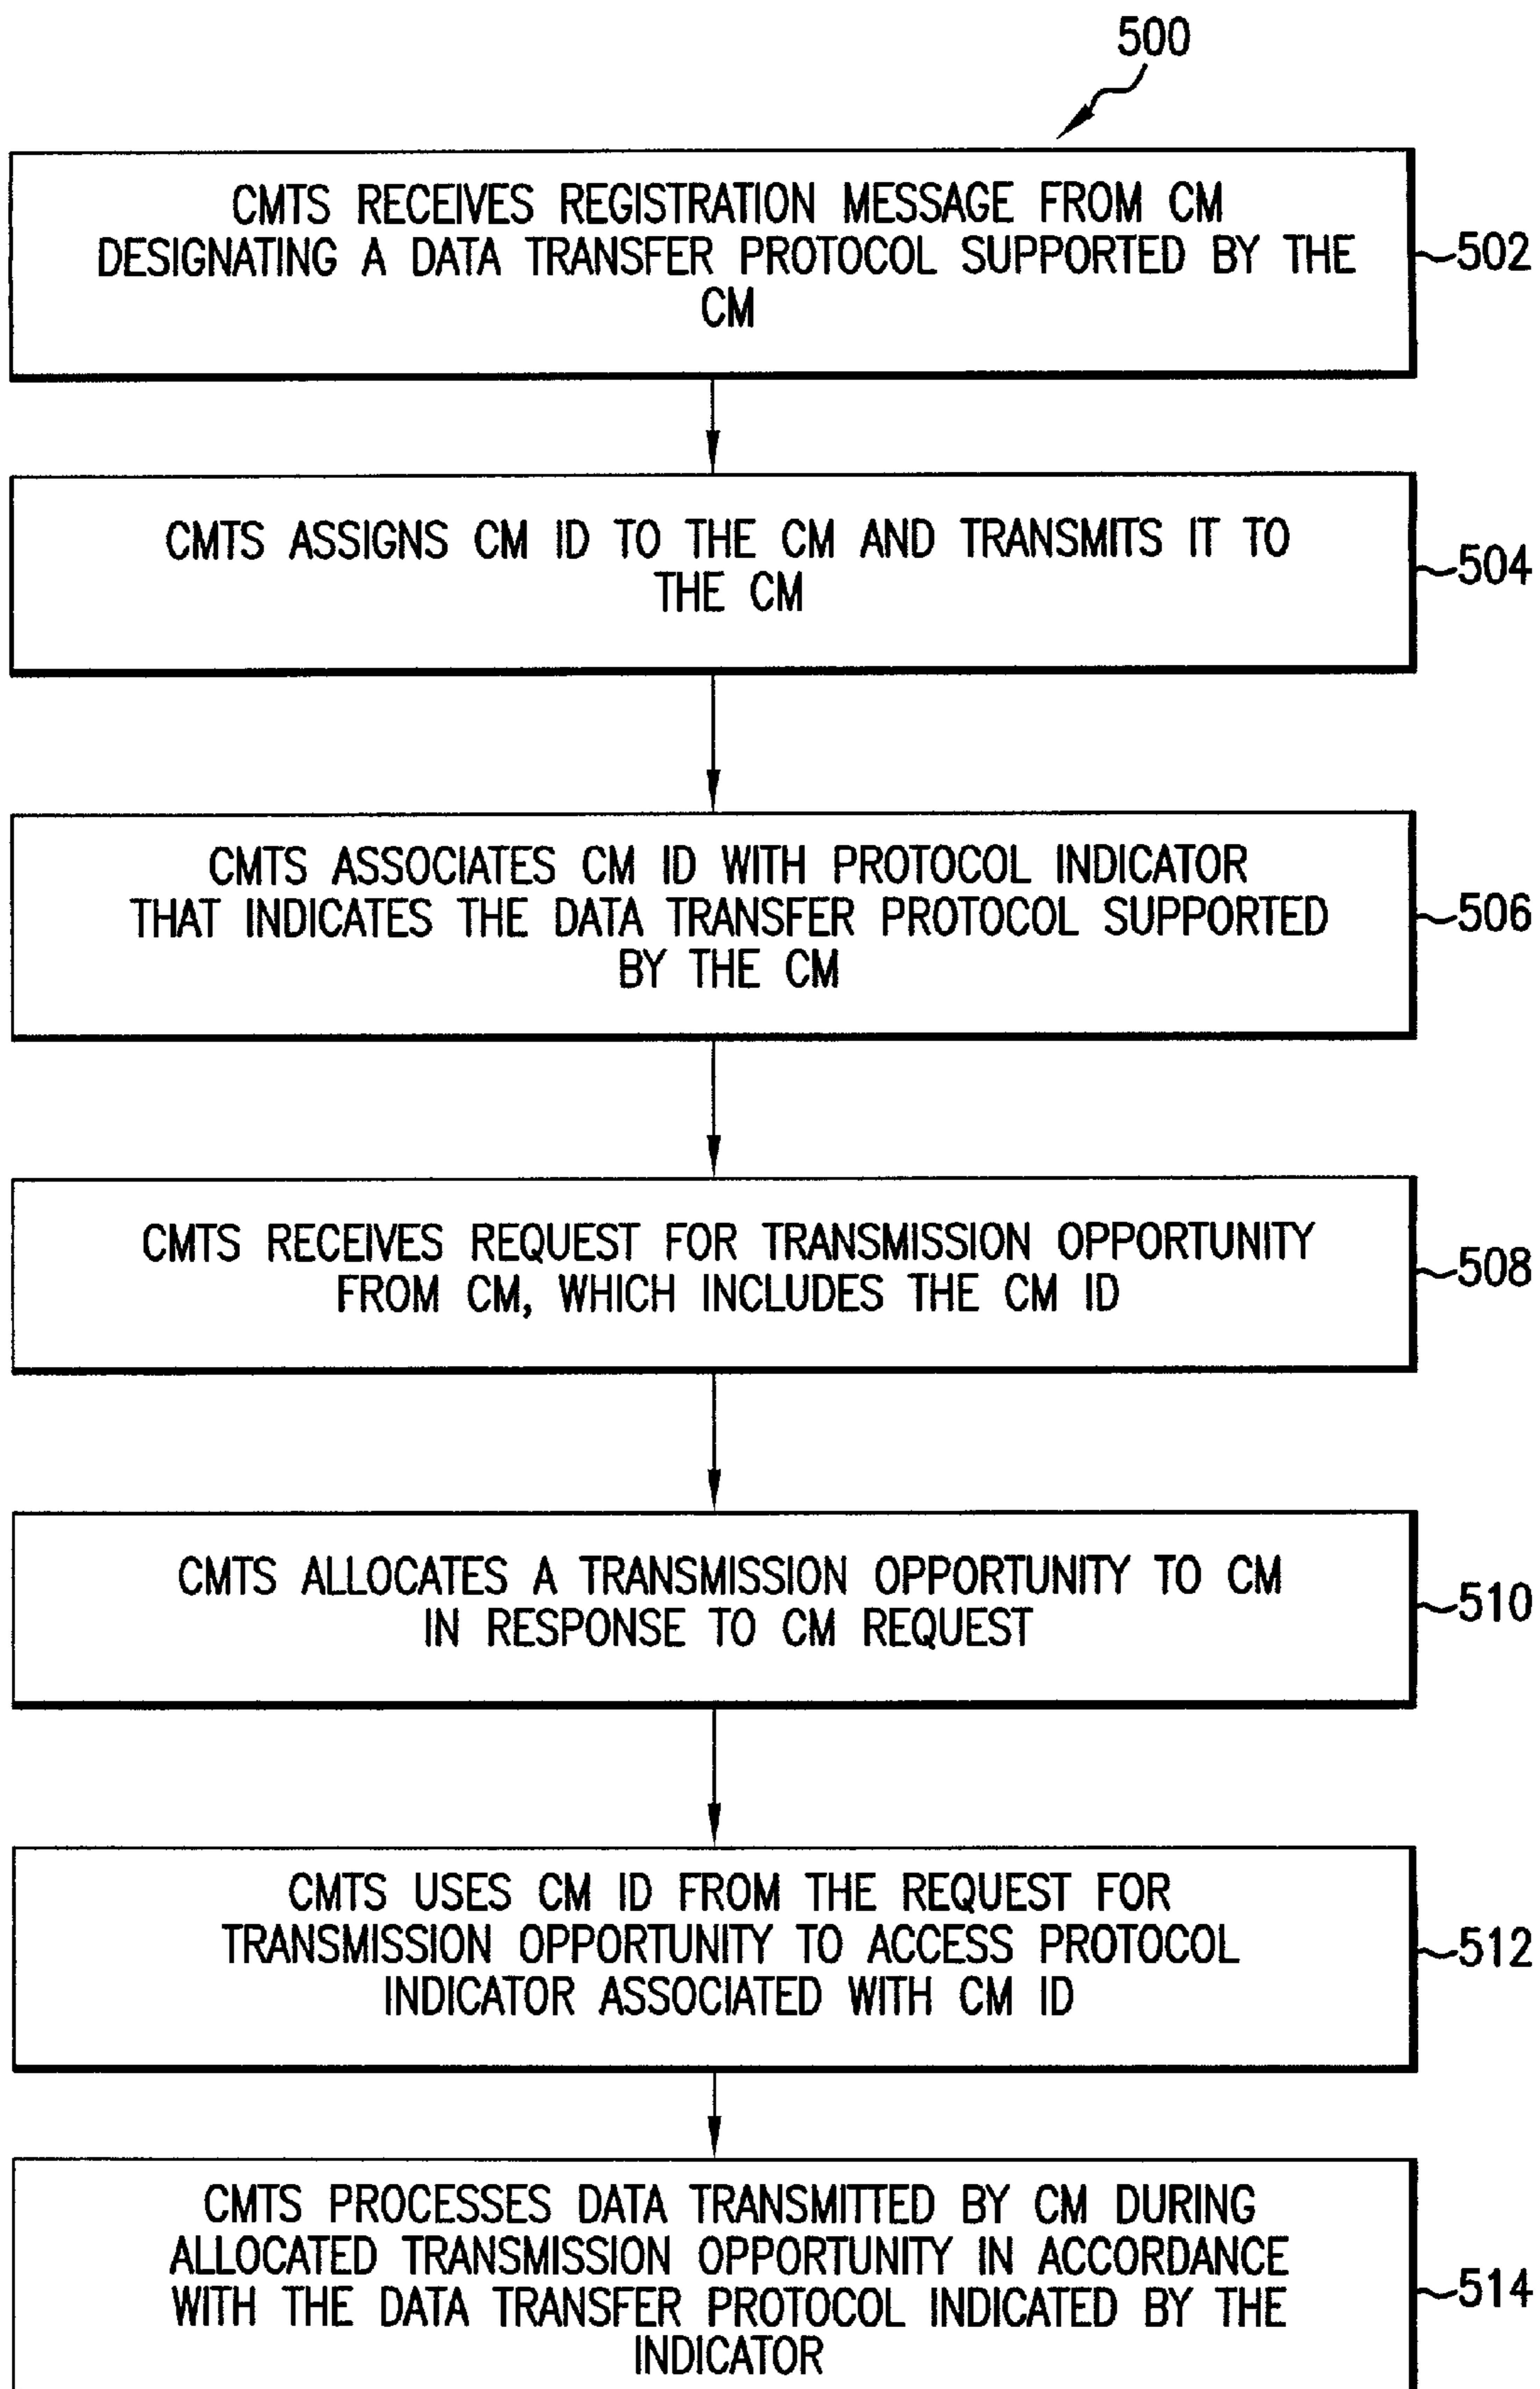 500
CMTS RECEIVES REGISTRATION MESSAGE FROM CM
DESIGNATING A DATA TRANSFER PROTOCOL SUPPORTED BY THE
CM
502
CMTS ASSIGNS CM ID TO THE CM AND TRANSMITS IT TO
THE CM
504
CMTS ASSOCIATES CM ID WITH PROTOCOL INDICATOR
THAT INDICATES THE DATA TRANSFER PROTOCOL SUPPORTED
BY THE CM
506
CMTS RECEIVES REQUEST FOR TRANSMISSION OPPORTUNITY
FROM CM, WHICH INCLUDES THE CM ID
508
CMTS ALLOCATES A TRANSMISSION OPPORTUNITY TO CM
IN RESPONSE TO CM REQUEST
510
CMTS USES CM ID FROM THE REQUEST FOR
TRANSMISSION OPPORTUNITY TO ACCESS PROTOCOL
INDICATOR ASSOCIATED WITH CM ID
512
CMTS PROCESSES DATA TRANSMITTED BY CM DURING
ALLOCATED TRANSMISSION OPPORTUNITY IN ACCORDANCE
WITH THE DATA TRANSFER PROTOCOL INDICATED BY THE
INDICATOR
514